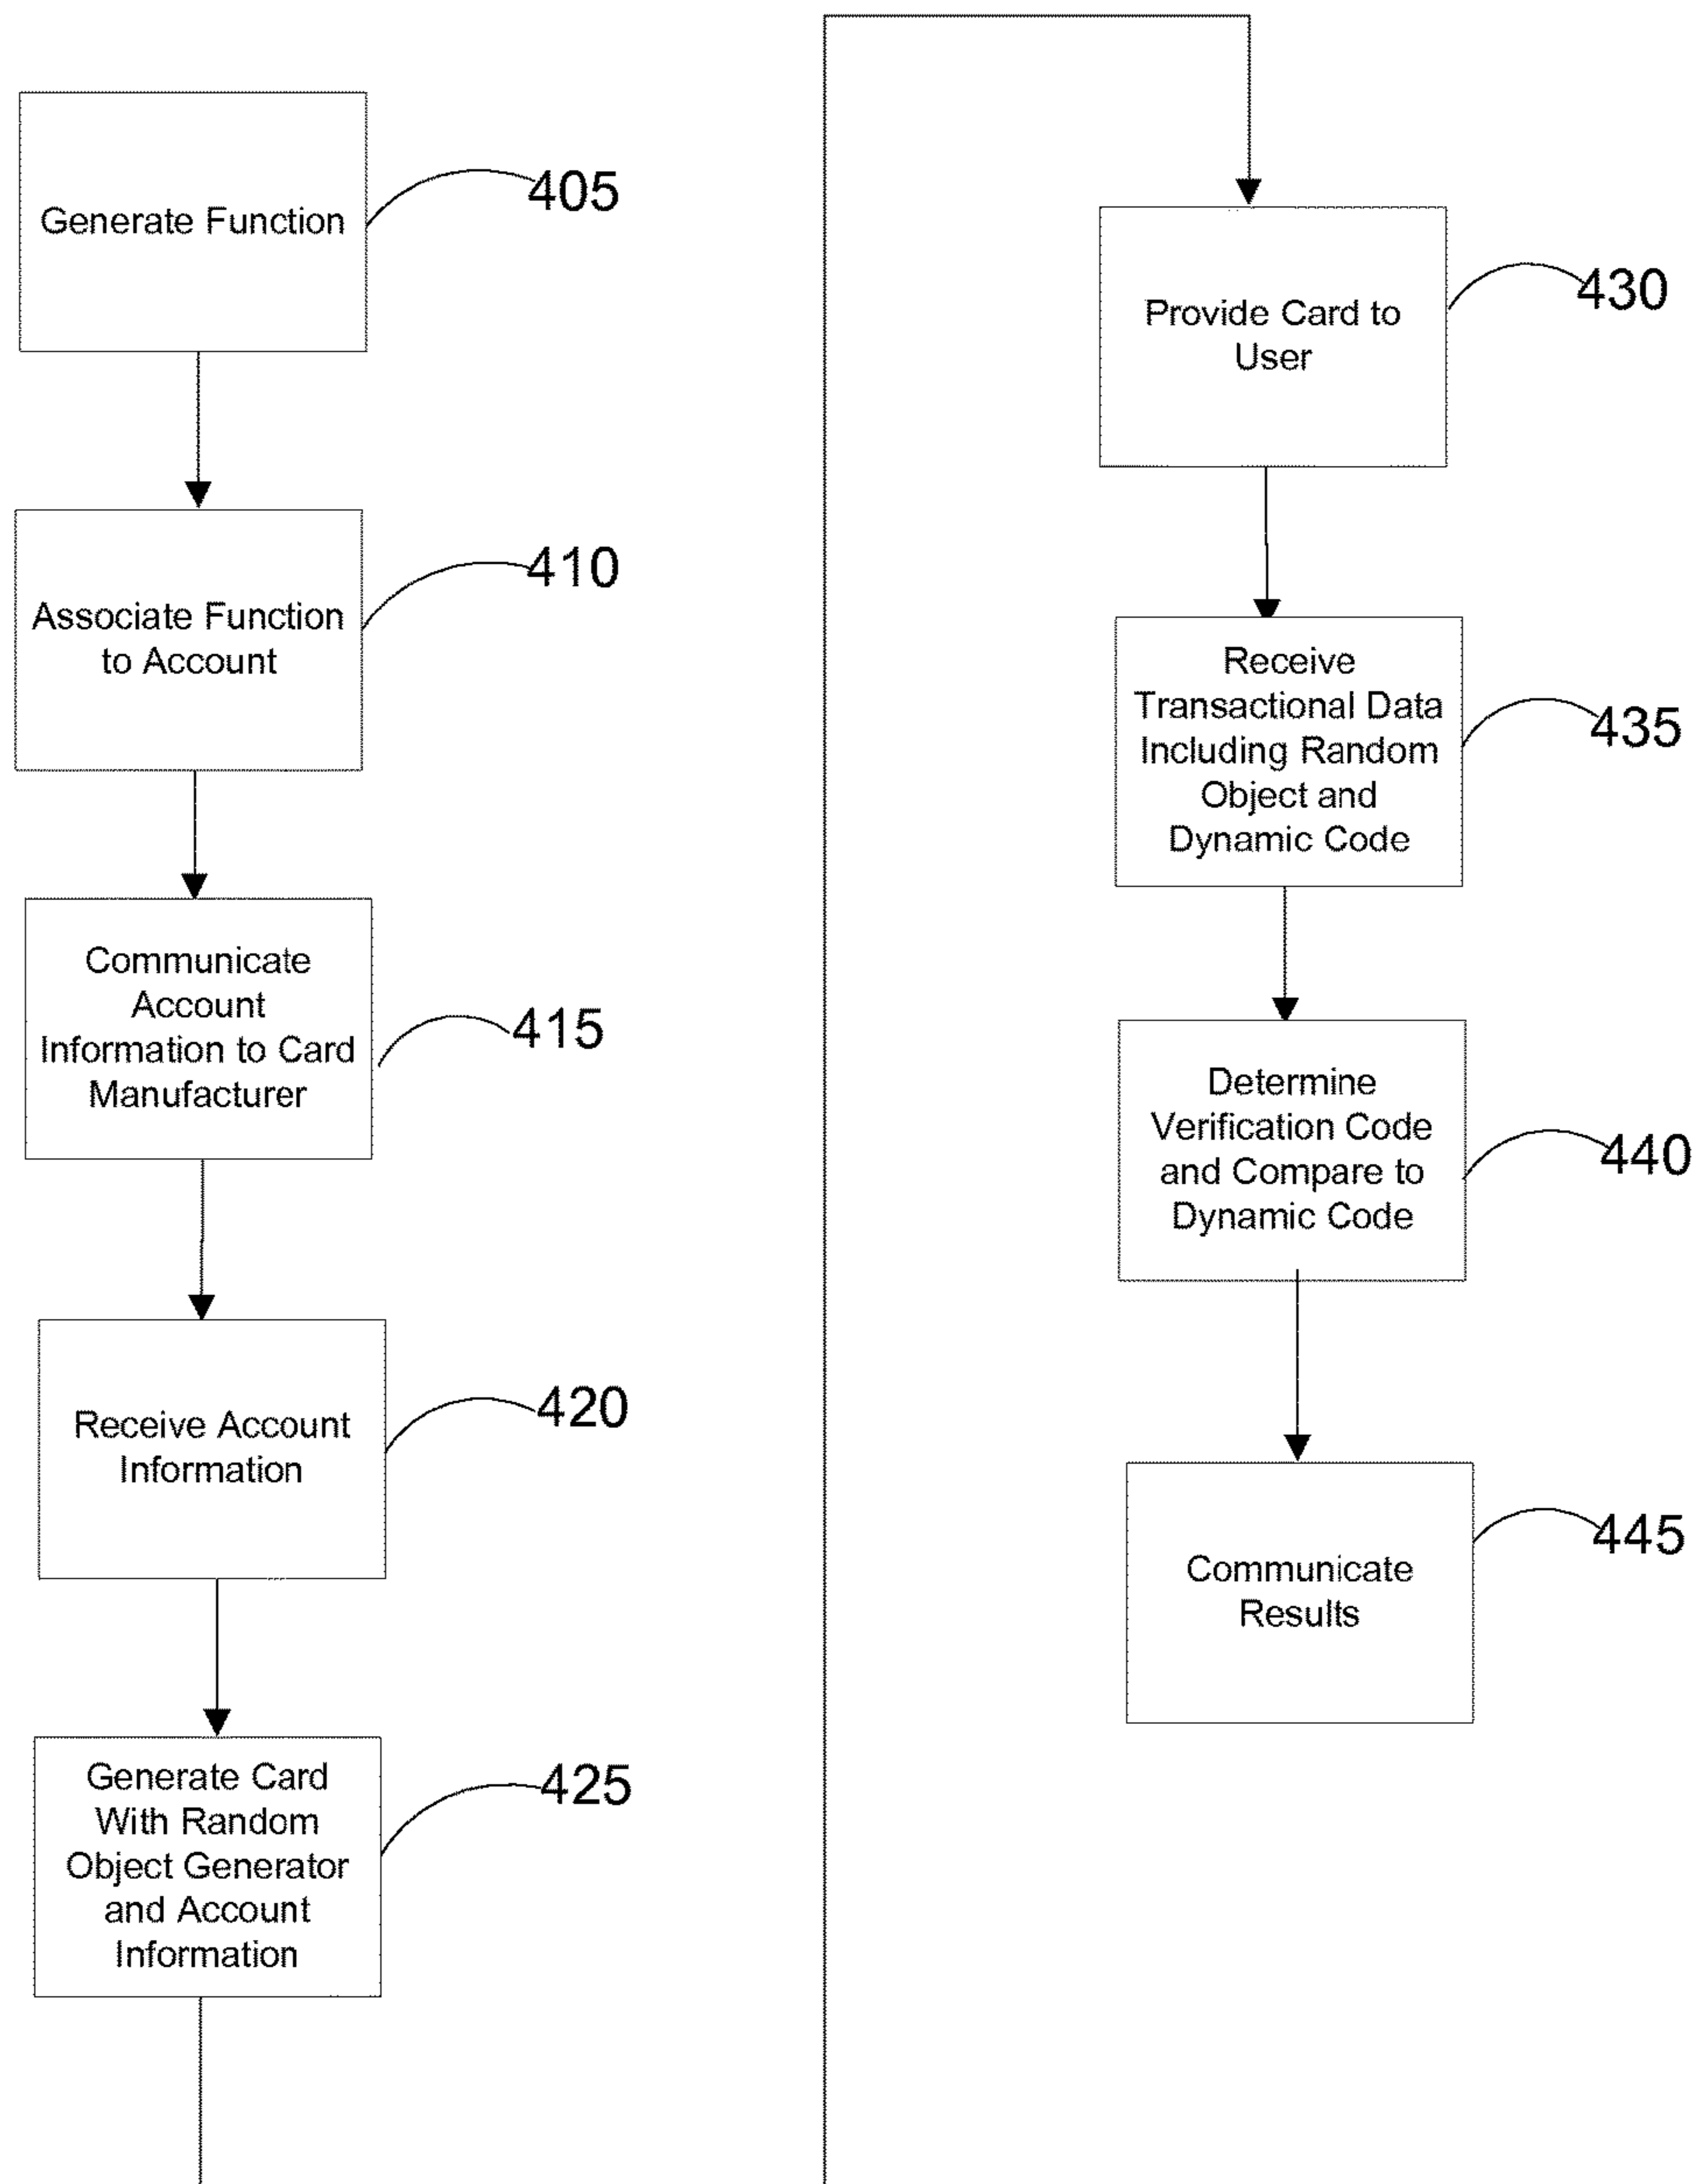 Generate Function
405
Associate Function
to Account
410
Communicate
Account
Information to Card
Manufacturer
415
Receive Account
Information
420
Generate Card
With Random
Object Generator
and Account
Information
425
Provide Card to
User
430
Receive
Transactional Data
Including Random
Object and
Dynamic Code
435
Determine
Verification Code
and Compare to
Dynamic Code
440
Communicate
Results
445